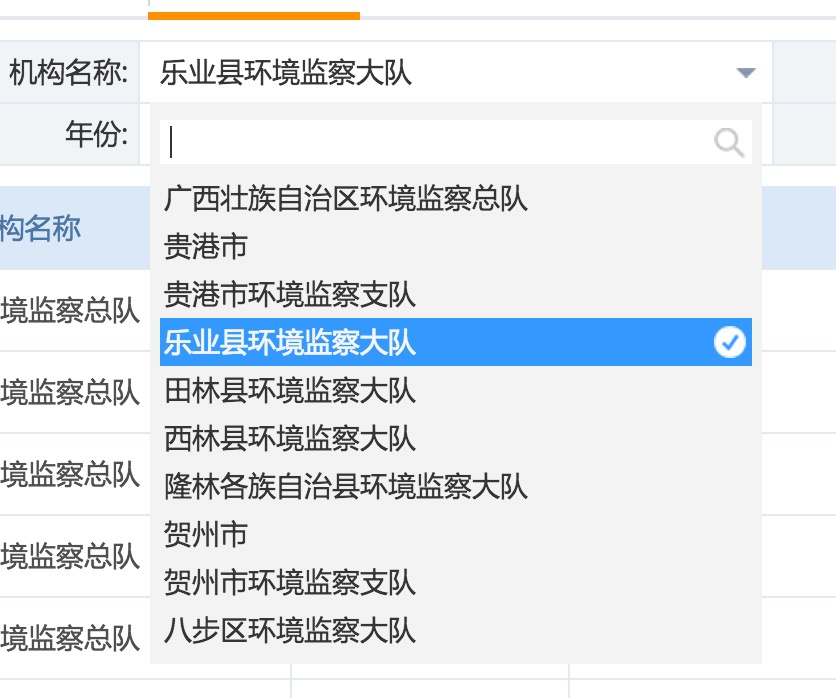 机构名称:
乐业县环境监察大队
年份:
广西壮族自治区环境监察总队
构名称
贵港市
贵港市环境监察支队
境监察总队
乐业县环境监察大队
田林县环境监察大队
境监察总队
西林县环境监察大队
境监察总队
隆林各族自治县环境监察大队
贺州市
境监察总队
贺州市环境监察支队
境监察总队
八步区环境监察大队